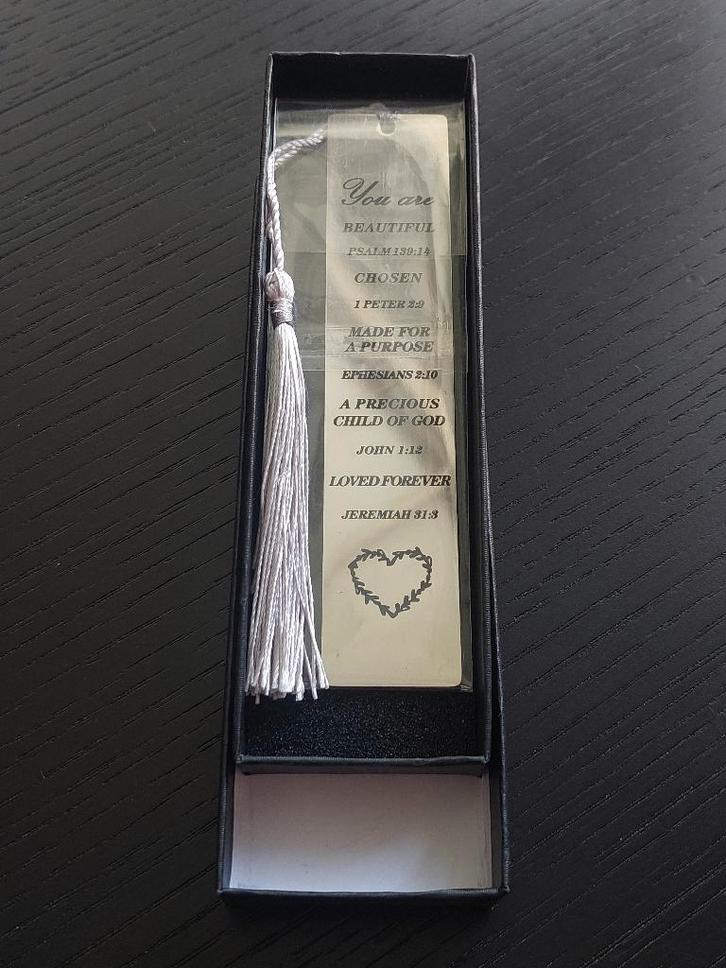 You are
BEAUTIFUL
PSALM 139:14
CHOSEN
1 PETER 2:9
MADE FOR
A PURPOSE
EPHESIANS 2:10
A PRECIOUS
CHILD OF GOD
JOHN 1:12
LOVED FOREVER
JEREMIAH 31:3